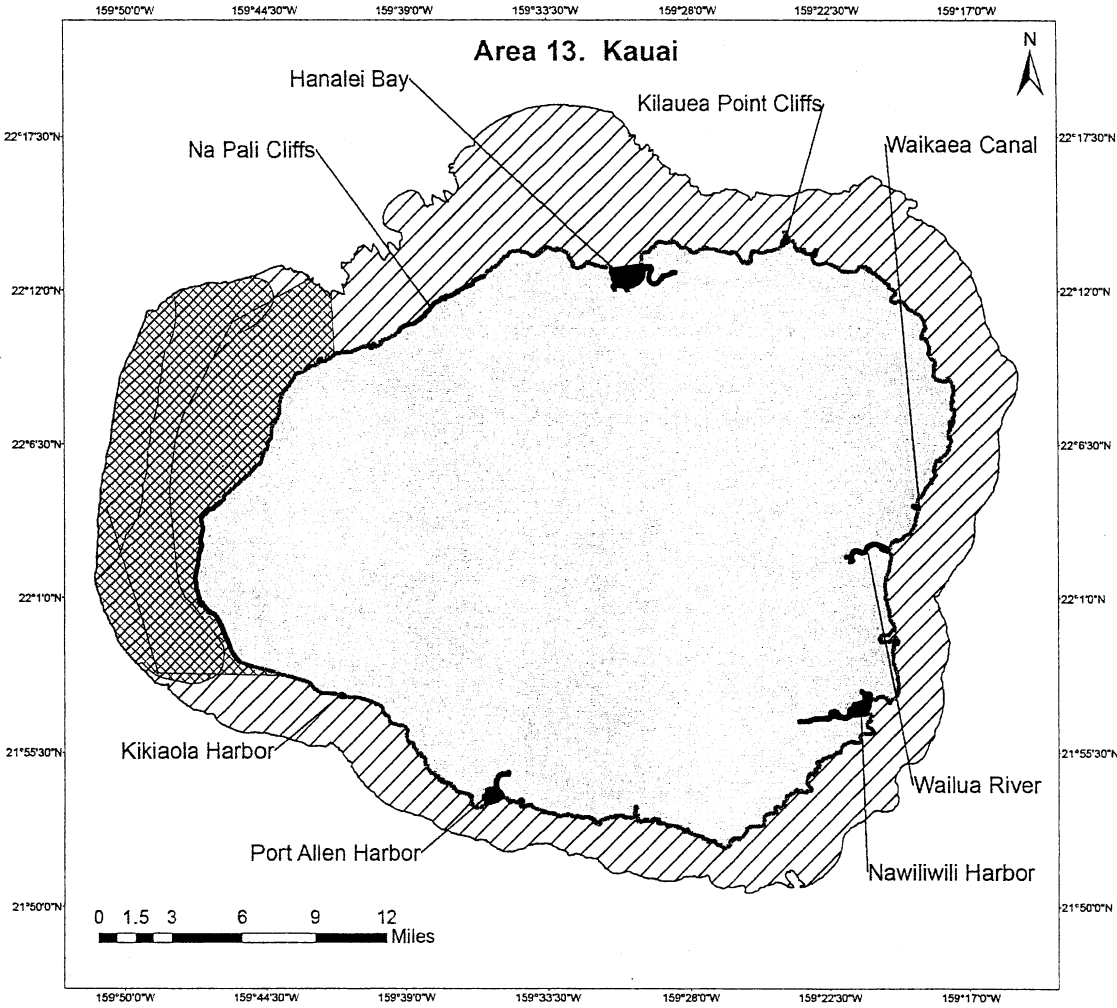 159°50'0"W 159°44'30"W 159°39'0"W 159°33'30"W 159°28'0"W 159°22'30"W 159°17'0"W
Area 13. Kauai
N
Hanalei Bay
Kilauea Point Cliffs
22°17'30"N 22°17'30"N
Na Pali Cliffs
Waikaea Canal
22°12'0"N 22°12'0"N
22°6'30"N 22°6'30"N
22°1'0"N 22°1'0"N
Kikiaola Harbor
21°55'30"N 21°55'30"N
Wailua River
Port Allen Harbor
Nawiliwili Harbor
21°50'0"N 21°50'0"N
0 1.5 3 6 9 12
Miles
159°50'0"W 159°44'30"W 159°39'0"W 159°33'30"W 159°28'0"W 159°22'30"W 159°17'0"W